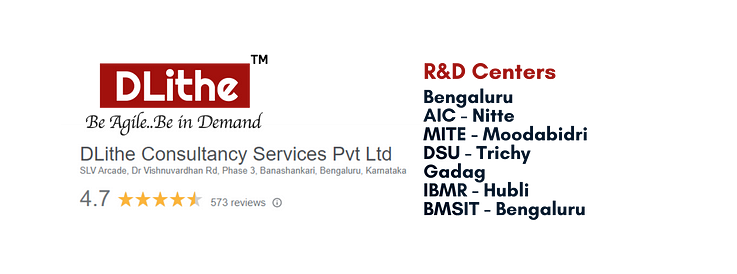 DLithe™
Be Agile..Be in Demand
DLithe Consultancy Services Pvt Ltd
SLV Arcade, Dr Vishnuvardhan Rd, Phase 3, Banashankari, Bengaluru, Karnataka
4.7 573 reviews
R&D Centers
Bengaluru
AIC - Nitte
MITE - Moodabidri
DSU - Trichy
Gadag
IBMR - Hubli
BMSIT - Bengaluru